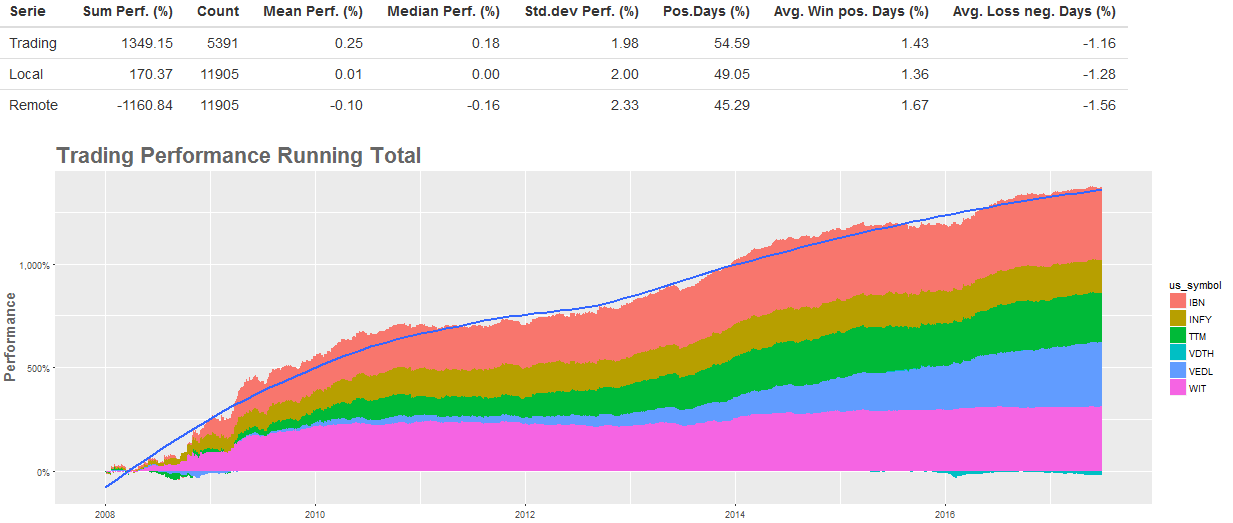 Serie Sum Perf. (%) Count Mean Perf. (%) Median Perf. (%) Std.dev Perf. (%) Pos.Days (%) Avg. Win pos. Days (%) Avg. Loss neg. Days (%)
Trading 1349.15 5391 0.25 0.18 1.98 54.59 1.43 -1.16
Local 170.37 11905 0.01 0.00 2.00 49.05 1.36 -1.28
Remote -1160.84 11905 -0.10 -0.16 2.33 45.29 1.67 -1.56
Trading Performance Running Total
Performance
1,000%
500%
0%
2008 2010 2012 2014 2016
us_symbol
IBN
INFY
TTM
VDTH
VEDL
WIT